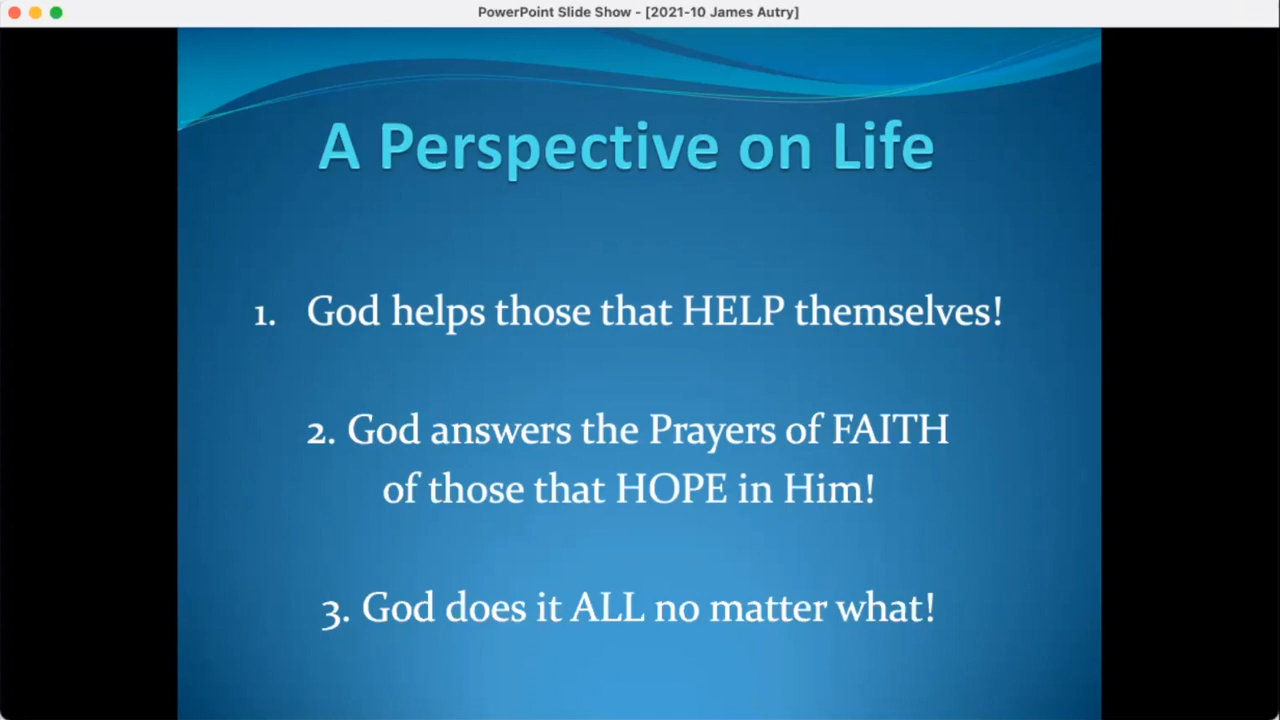 PowerPoint Slide Show - [2021-10 James Autry]
A Perspective on Life
1. God helps those that HELP themselves!
2. God answers the Prayers of FAITH
of those that HOPE in Him!
3. God does it ALL no matter what!